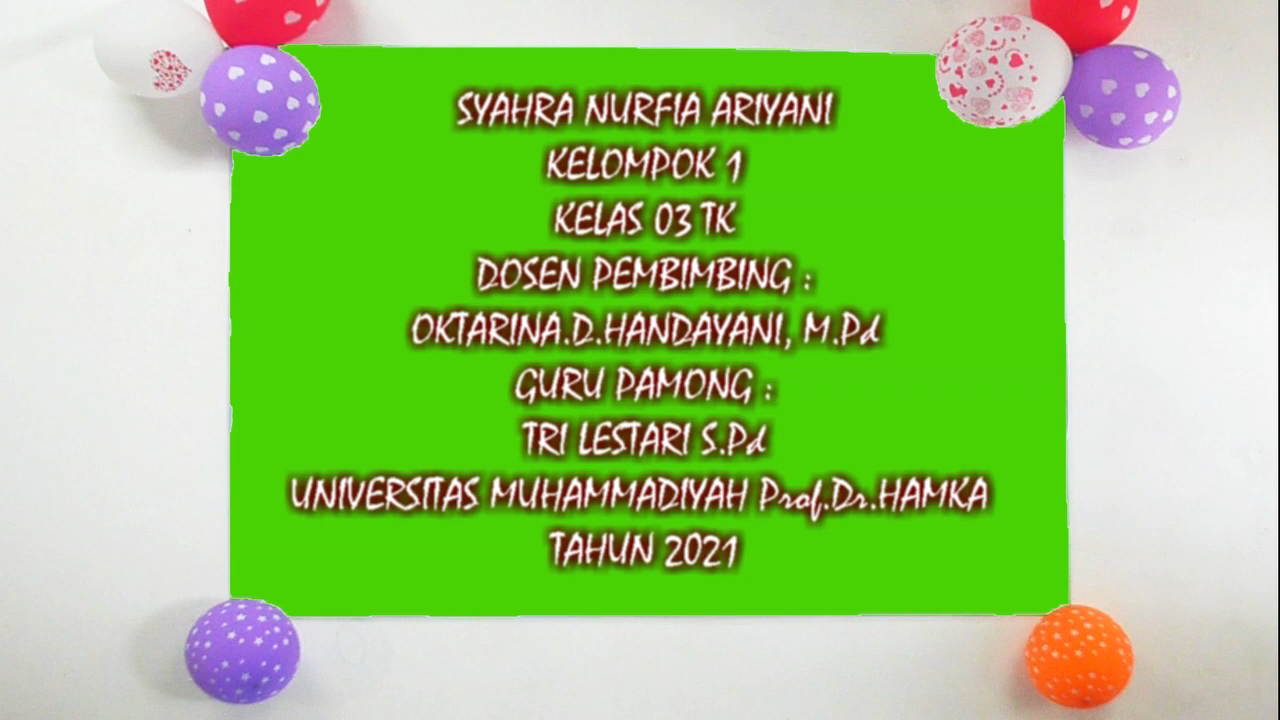 SYAHRA NURFIA ARIYANI
KELOMPOK 1
KELAS 03 TK
DOSEN PEMBIMBING :
OKTARINA.D.HANDAYANI, M.Pd
GURU PAMONG :
TRI LESTARI S.Pd
UNIVERSITAS MUHAMMADIYAH Prof.Dr.HAMKA
TAHUN 2021